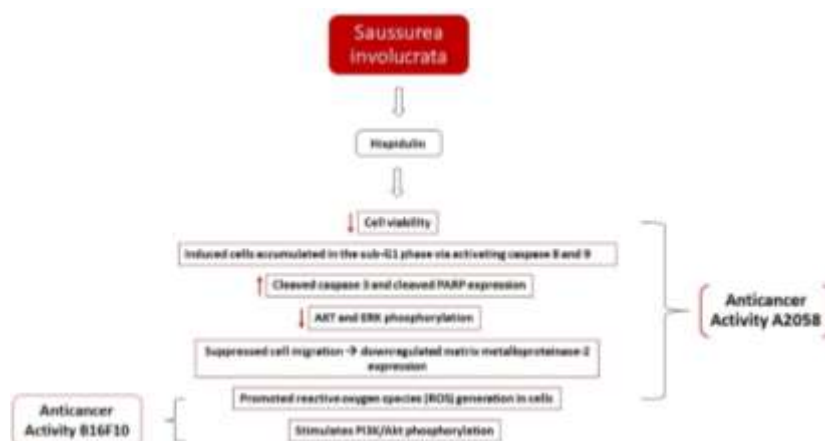 Saussurea
involucrata
Hispidulin
Cell viability
Induced cells accumulated in the sub-G1 phase via activating caspase 8 and 9
Cleaved caspase 3 and cleaved PARP expression
AKT and ERK phosphorylation
Suppressed cell migration → downregulated matrix metalloproteinase-2
expression
Promoted reactive oxygen species (ROS) generation in cells
Stimulates PI3K/Akt phosphorylation
Anticancer
Activity A2058
Anticancer
Activity B16F10